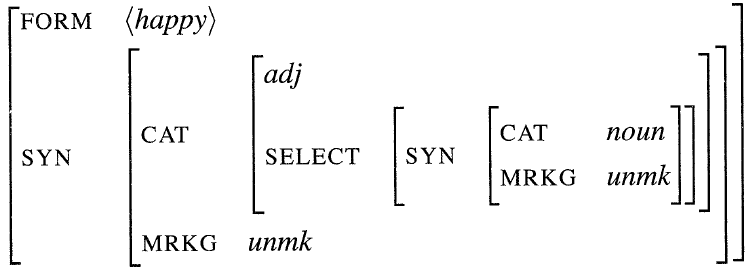 FORM ⟨happy⟩
adj
CAT
SYN SELECT SYN CAT noun
MRKG unmk
MRKG unmk